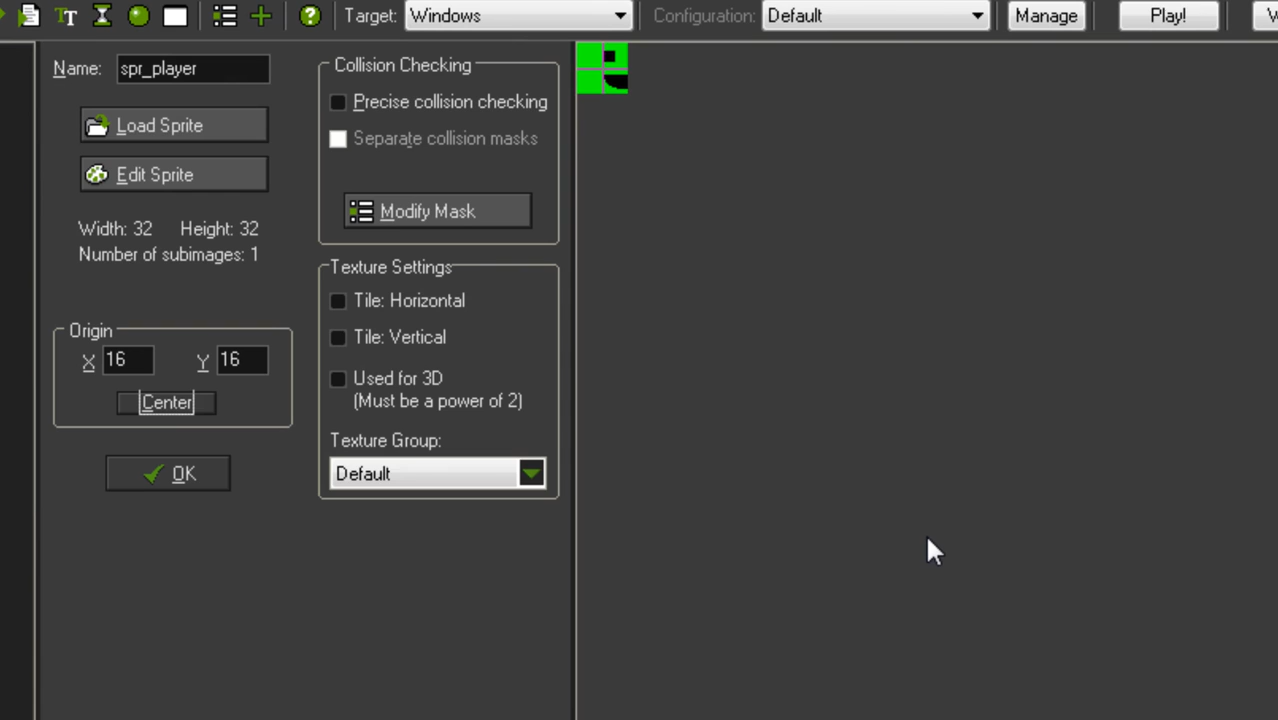 Target: Windows Configuration: Default Manage Play!
Name: spr_player
Load Sprite
Edit Sprite
Width: 32 Height: 32
Number of subimages: 1
Origin
X 16 Y 16
Center
OK
Collision Checking
Precise collision checking
Separate collision masks
Modify Mask
Texture Settings
Tile: Horizontal
Tile: Vertical
Used for 3D
(Must be a power of 2)
Texture Group:
Default